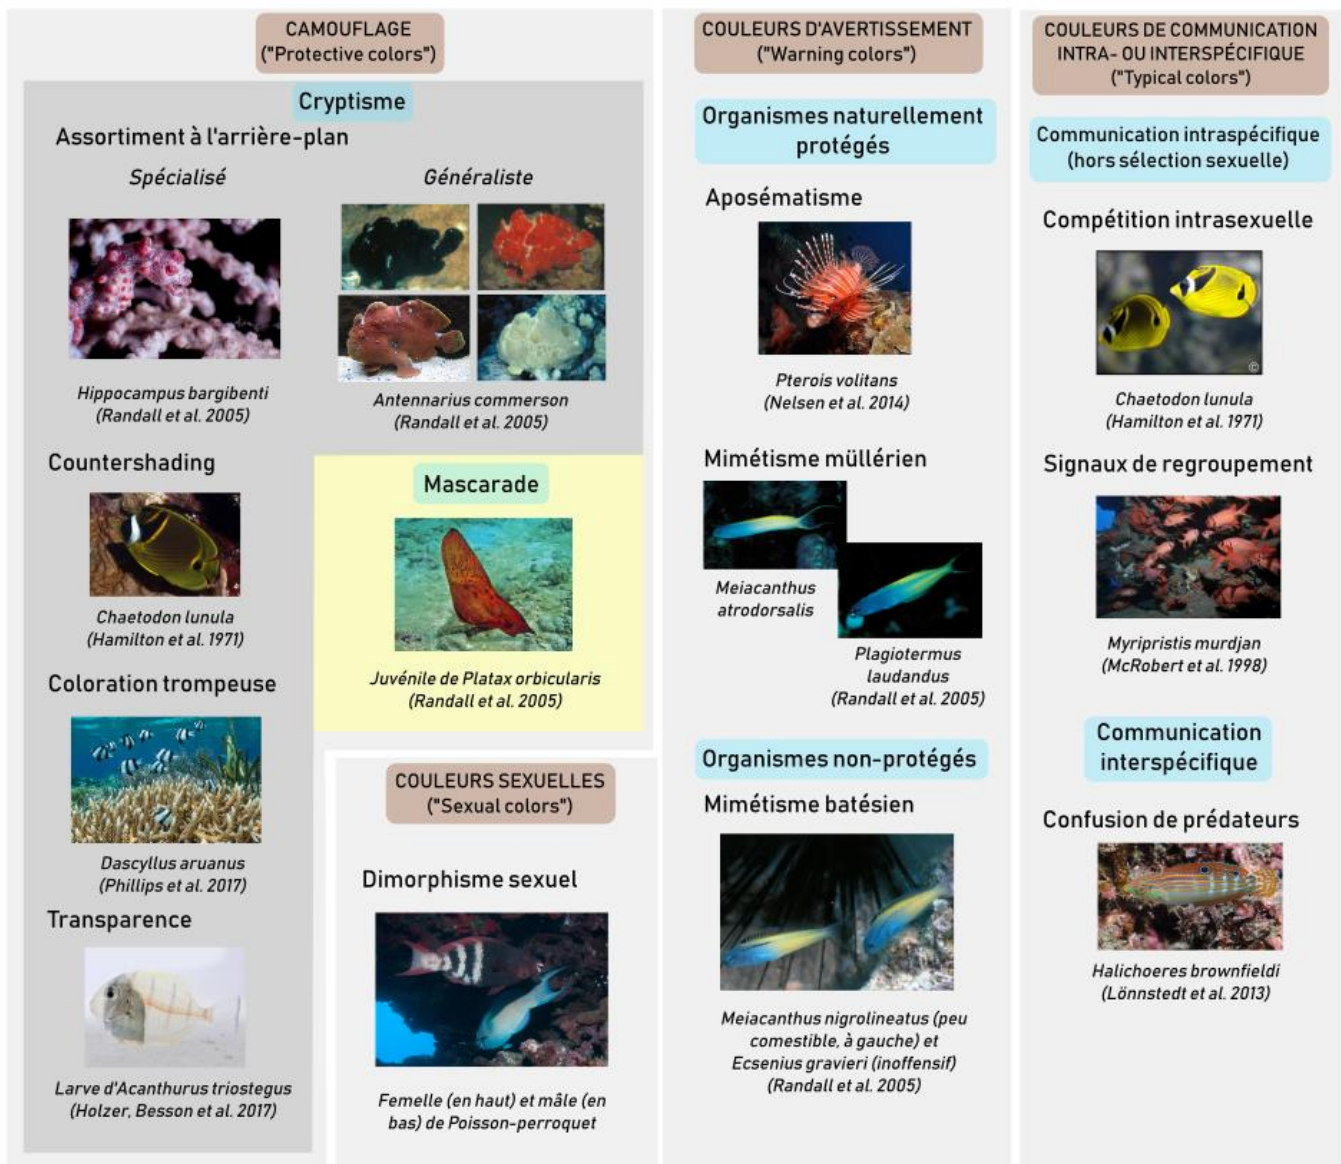 CAMOUFLAGE
("Protective colors")
Cryptisme
Assortiment à l'arrière-plan
Spécialisé
Généraliste
Hippocampus bargibenti
(Randall et al. 2005)
Antennarius commerson
(Randall et al. 2005)
Countershading
Chaetodon lunula
(Hamilton et al. 1971)
Mascarade
Juvénile de Platax orbicularis
(Randall et al. 2005)
Coloration trompeuse
Dascyllus aruanus
(Phillips et al. 2017)
Transparence
Larve d'Acanthurus triostegus
(Holzer, Besson et al. 2017)
COULEURS SEXUELLES
("Sexual colors")
Dimorphisme sexuel
Femelle (en haut) et mâle (en
bas) de Poisson-perroquet
COULEURS D'AVERTISSEMENT
("Warning colors")
Organismes naturellement
protégés
Aposématisme
Pterois volitans
(Nelsen et al. 2014)
Mimétisme müllérien
Meiacanthus
atrodorsalis
Plagiotermus
laudandus
(Randall et al. 2005)
Organismes non-protégés
Mimétisme batésien
Meiacanthus nigrolineatus (peu
comestible, à gauche) et
Ecsenius gravieri (inoffensif)
(Randall et al. 2005)
COULEURS DE COMMUNICATION
INTRA- OU INTERSPÉCIFIQUE
("Typical colors")
Communication intraspécifique
(hors sélection sexuelle)
Compétition intrasexuelle
©
Chaetodon lunula
(Hamilton et al. 1971)
Signaux de regroupement
Myripristis murdjan
(McRobert et al. 1998)
Communication
interspécifique
Confusion de prédateurs
Halichoeres brownfieldi
(Lönnstedt et al. 2013)